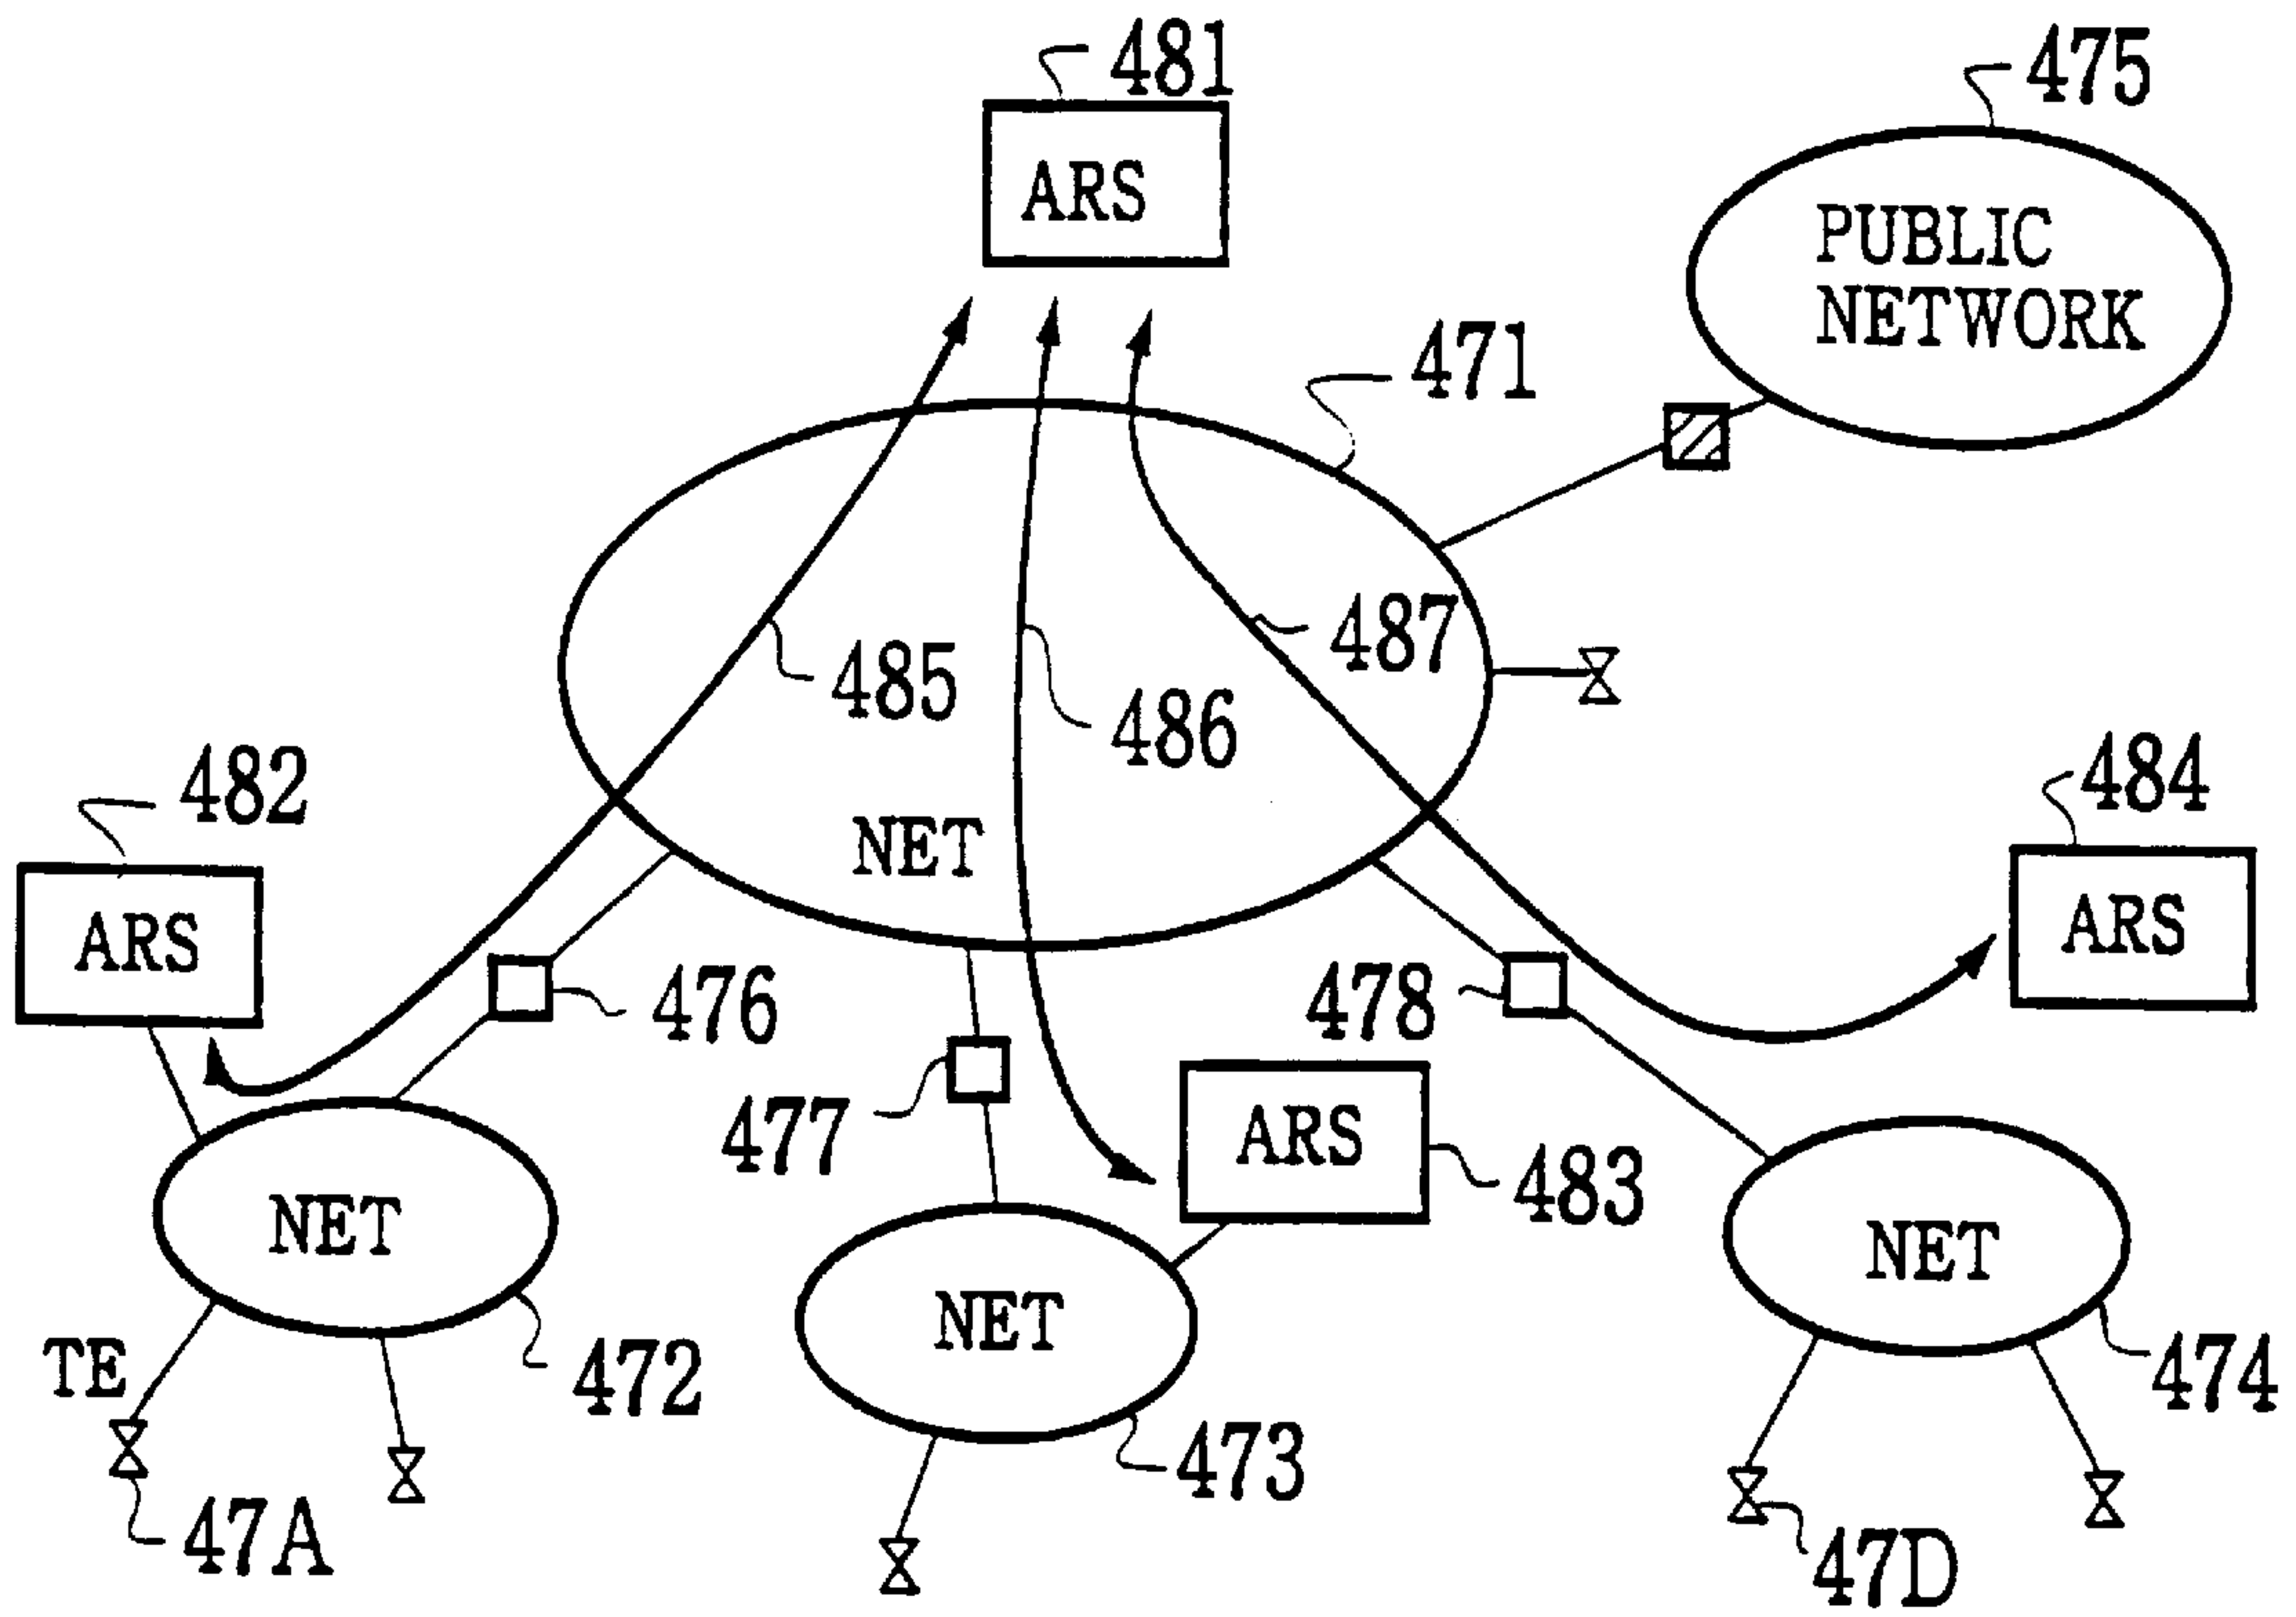 481
475
ARS
PUBLIC
NETWORK
471
487
485
486
482
484
NET
ARS
ARS
476
478
477
ARS
483
NET
NET
NET
TE
472
474
473
47A
47D